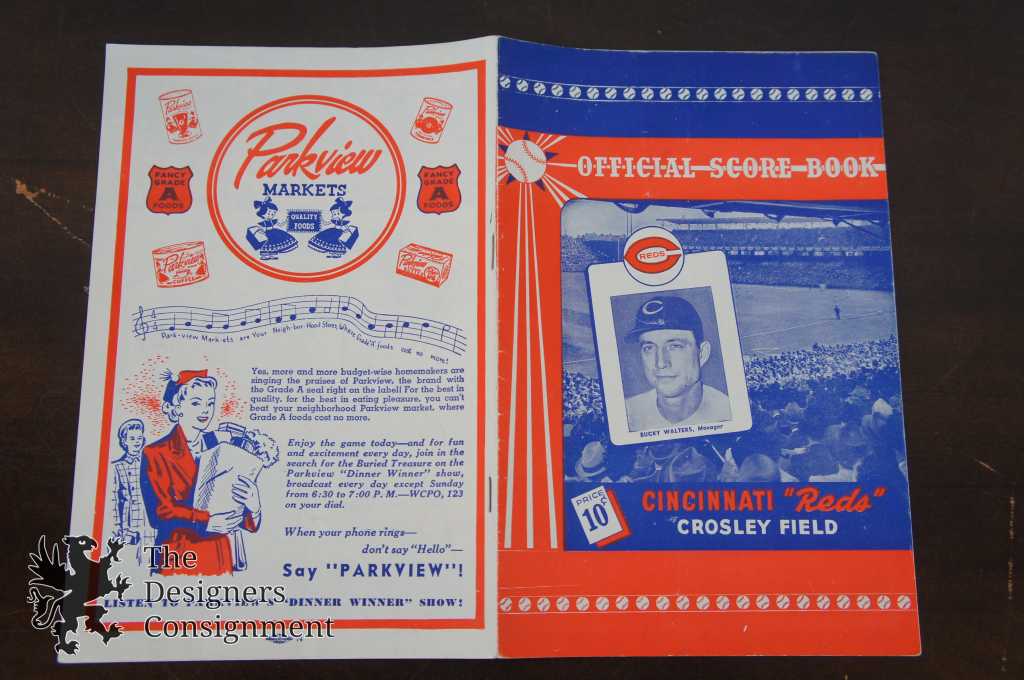 Parkview
MARKETS
QUALITY
FOODS
Parkview
FANCY
GRADE
A
FOODS
FANCY
GRADE
A
FOODS
Parkview
COFFEE
Parkview
Park-view Mark-ets are Your Neigh-bor-Hood Stores, Where Grade "A" foods cost no more!
Yes, more and more budget-wise homemakers are
singing the praises of Parkview, the brand with
the Grade A seal right on the label! For the best in
quality, for the best in eating pleasure, you can't
beat your neighborhood Parkview market, where
Grade A foods cost no more.
Enjoy the game today—and for fun
and excitement every day, join in the
search for the Buried Treasure on the
Parkview "Dinner Winner" show,
broadcast every day except Sunday
from 6:30 to 7:00 P. M.—WCPO, 123
on your dial.
When your phone rings—
don't say "Hello"—
Say "PARKVIEW"!
LISTEN TO PARKVIEW'S "DINNER WINNER" SHOW!
OFFICIAL SCORE BOOK
REDS
C
BUCKY WALTERS, Manager
PRICE
10¢
CINCINNATI "Reds"
CROSLEY FIELD
The
Designers
Consignment